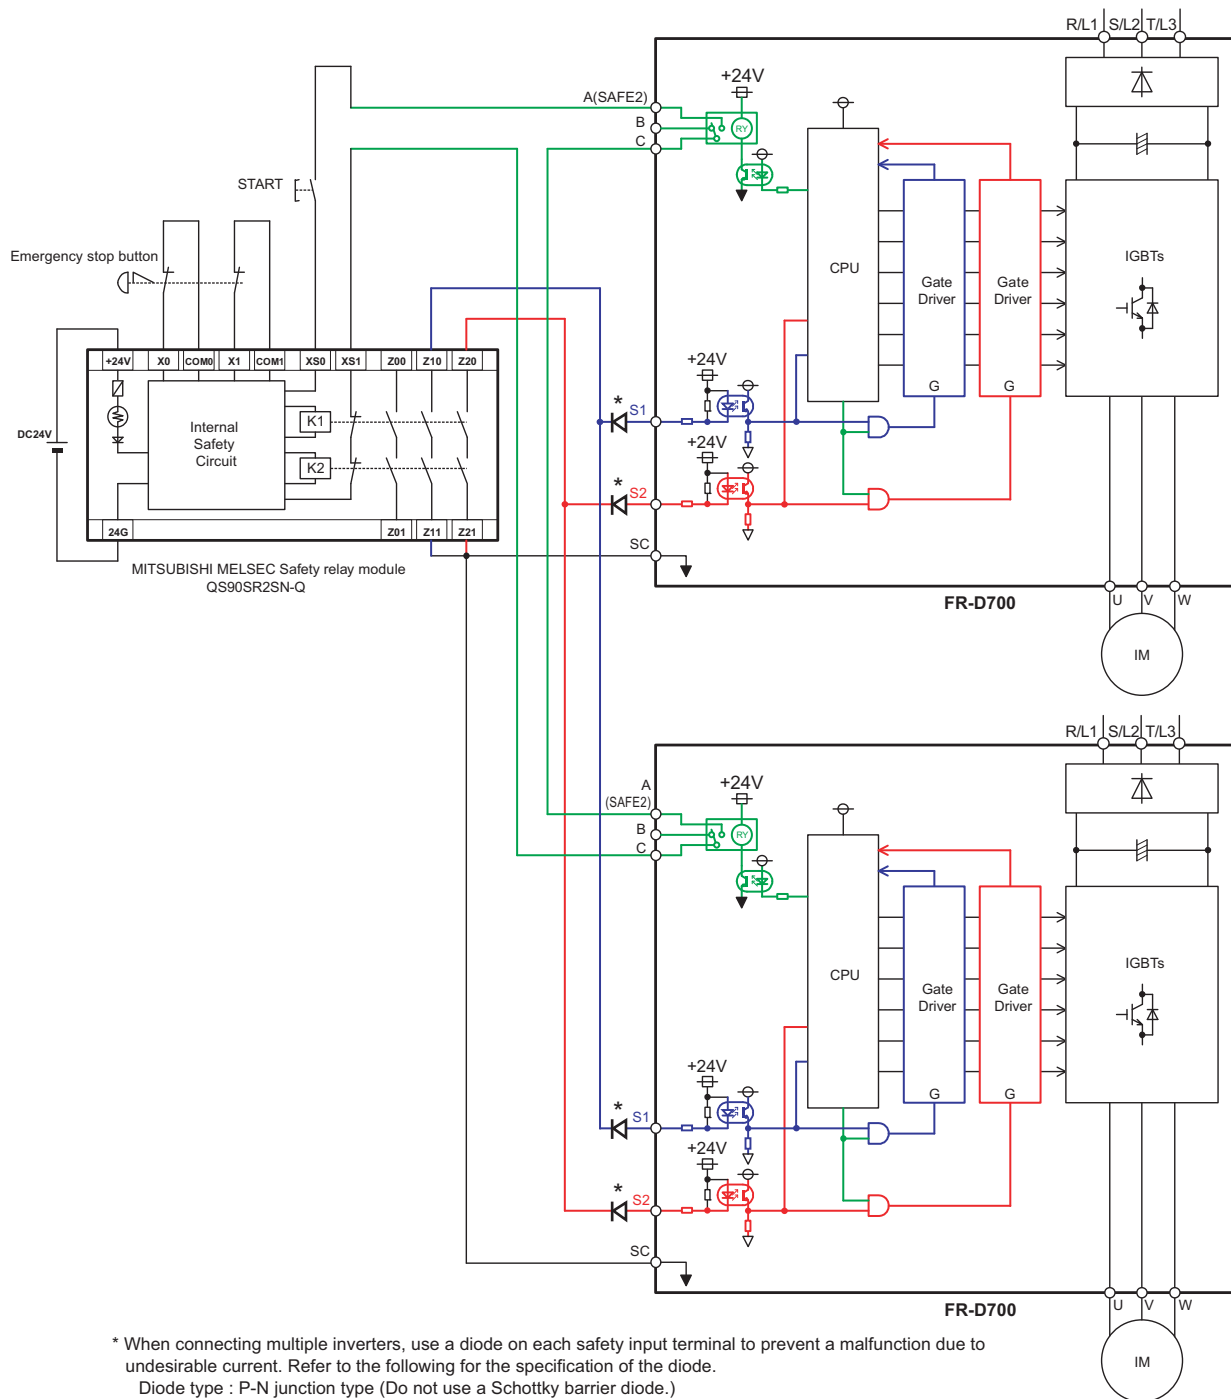 R/L1 S/L2 T/L3
+24V
A(SAFE2)
B
C
RY
START
Emergency stop button
CPU
Gate Driver
Gate Driver
IGBTs
G
G
+24V X0 COM0 X1 COM1 XS0 XS1 Z00 Z10 Z20
DC24V
Internal
Safety
Circuit
K1
K2
24G Z01 Z11 Z21
MITSUBISHI MELSEC Safety relay module
QS90SR2SN-Q
+24V
* S1
+24V
* S2
SC
FR-D700
U V W
IM
R/L1 S/L2 T/L3
+24V
A
(SAFE2)
B
C
RY
CPU
Gate Driver
Gate Driver
IGBTs
G
G
+24V
* S1
+24V
* S2
SC
FR-D700
U V W
IM
* When connecting multiple inverters, use a diode on each safety input terminal to prevent a malfunction due to
undesirable current. Refer to the following for the specification of the diode.
Diode type : P-N junction type (Do not use a Schottky barrier diode.)